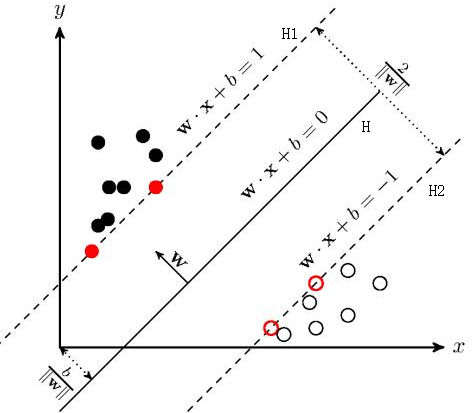 y
H1
w · x + b = 1
2
‖w‖
H
w · x + b = 0
H2
w · x + b = −1
w
x
b
‖w‖